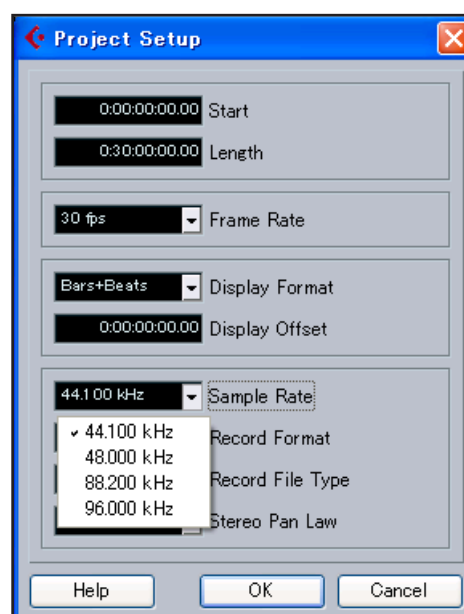 Project Setup
0:00:00:00.00 Start
0:30:00:00.00 Length
30 fps Frame Rate
Bars+Beats Display Format
0:00:00:00.00 Display Offset
44.100 kHz Sample Rate
✓ 44.100 kHz
Record Format
48.000 kHz
88.200 kHz
Record File Type
96.000 kHz
Stereo Pan Law
Help OK Cancel